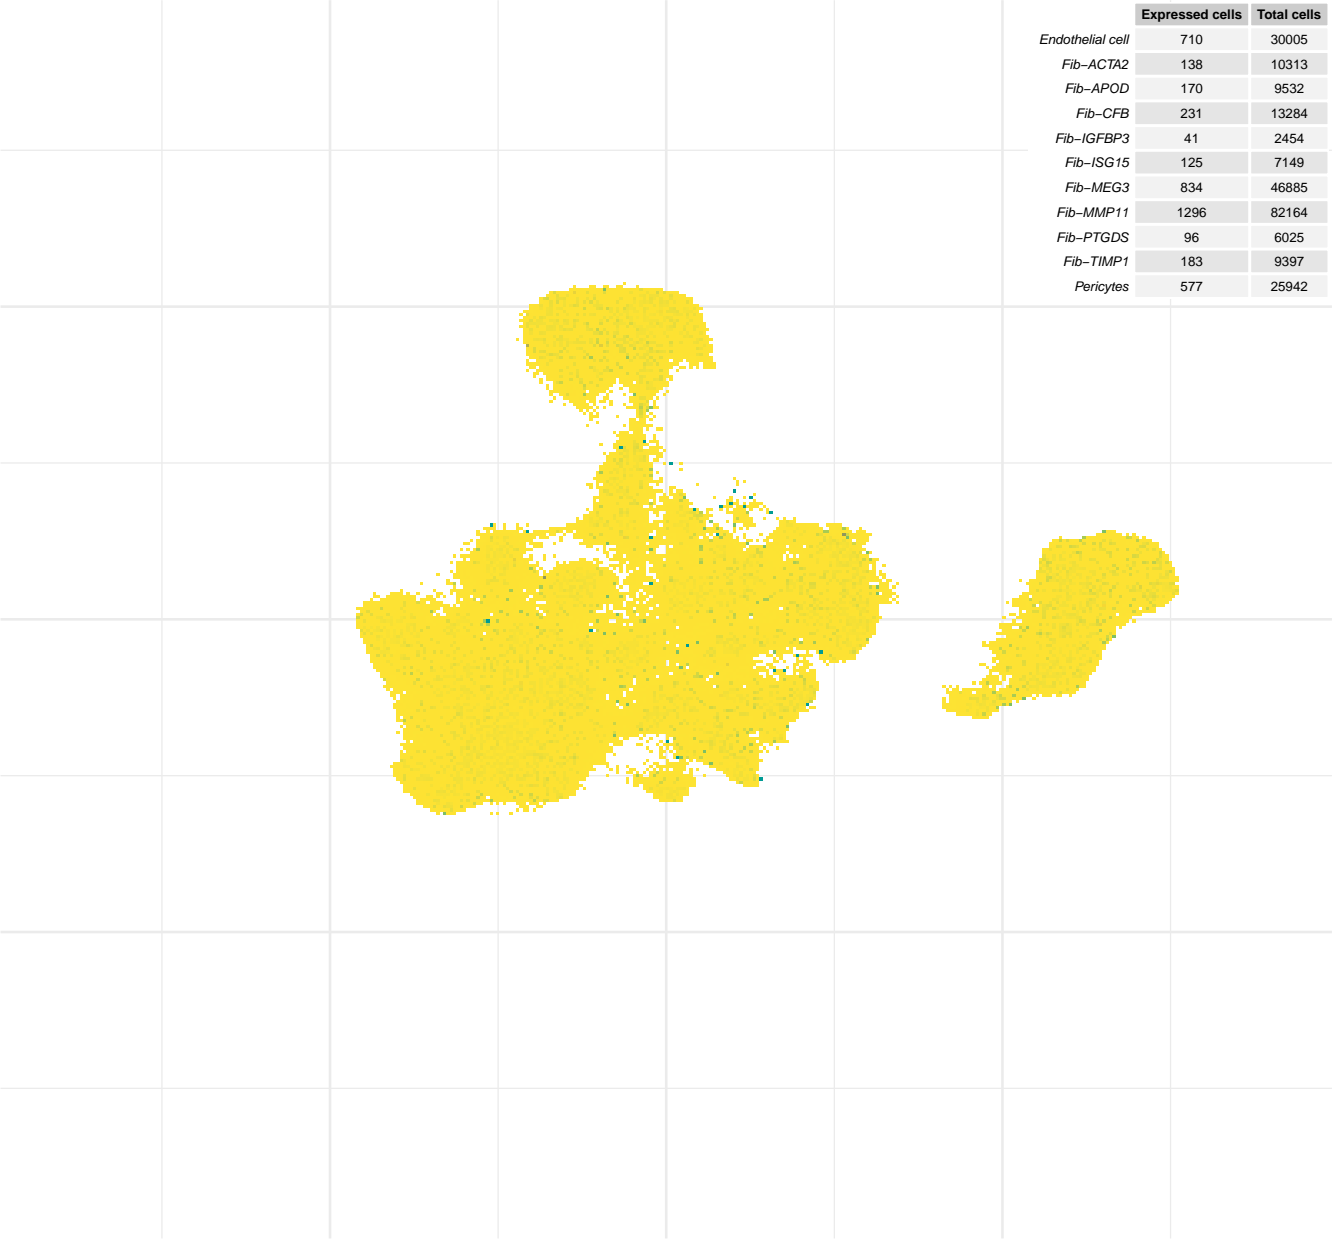 Expressed cells Total cells
Endothelial cell 710 30005
Fib−ACTA2 138 10313
Fib−APOD 170 9532
Fib−CFB 231 13284
Fib−IGFBP3 41 2454
Fib−ISG15 125 7149
Fib−MEG3 834 46885
Fib−MMP11 1296 82164
Fib−PTGDS 96 6025
Fib−TIMP1 183 9397
Pericytes 577 25942